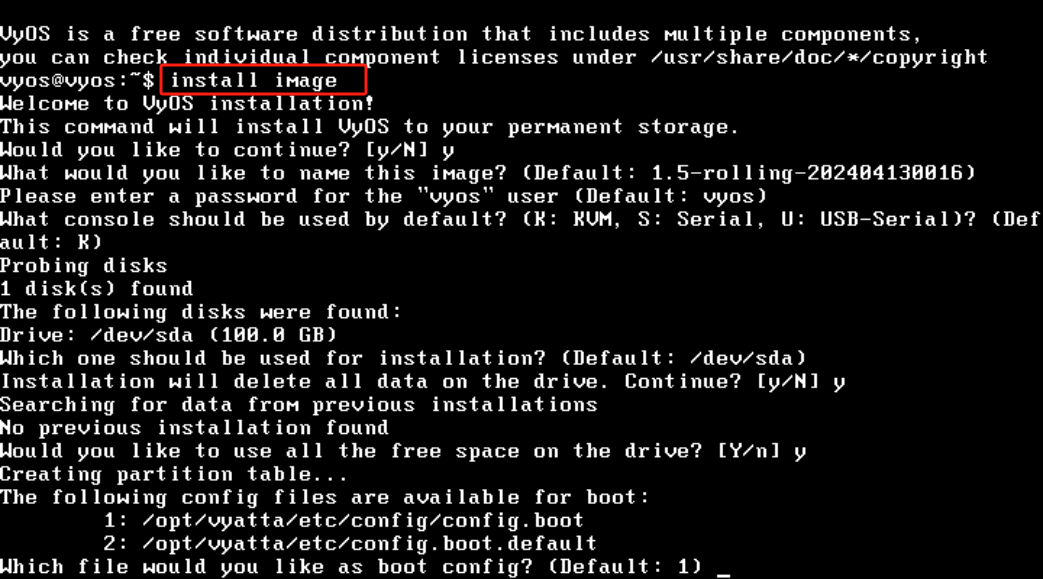 VyOS is a free software distribution that includes multiple components,
you can check individual component licenses under /usr/share/doc/*/copyright
vyos@vyos:~$ install image
Welcome to VyOS installation!
This command will install VyOS to your permanent storage.
Would you like to continue? [y/N] y
What would you like to name this image? (Default: 1.5-rolling-202404130016)
Please enter a password for the "vyos" user (Default: vyos)
What console should be used by default? (K: KVM, S: Serial, U: USB-Serial)? (Def
ault: K)
Probing disks
1 disk(s) found
The following disks were found:
Drive: /dev/sda (100.0 GB)
Which one should be used for installation? (Default: /dev/sda)
Installation will delete all data on the drive. Continue? [y/N] y
Searching for data from previous installations
No previous installation found
Would you like to use all the free space on the drive? [Y/n] y
Creating partition table...
The following config files are available for boot:
1: /opt/vyatta/etc/config/config.boot
2: /opt/vyatta/etc/config.boot.default
Which file would you like as boot config? (Default: 1) _